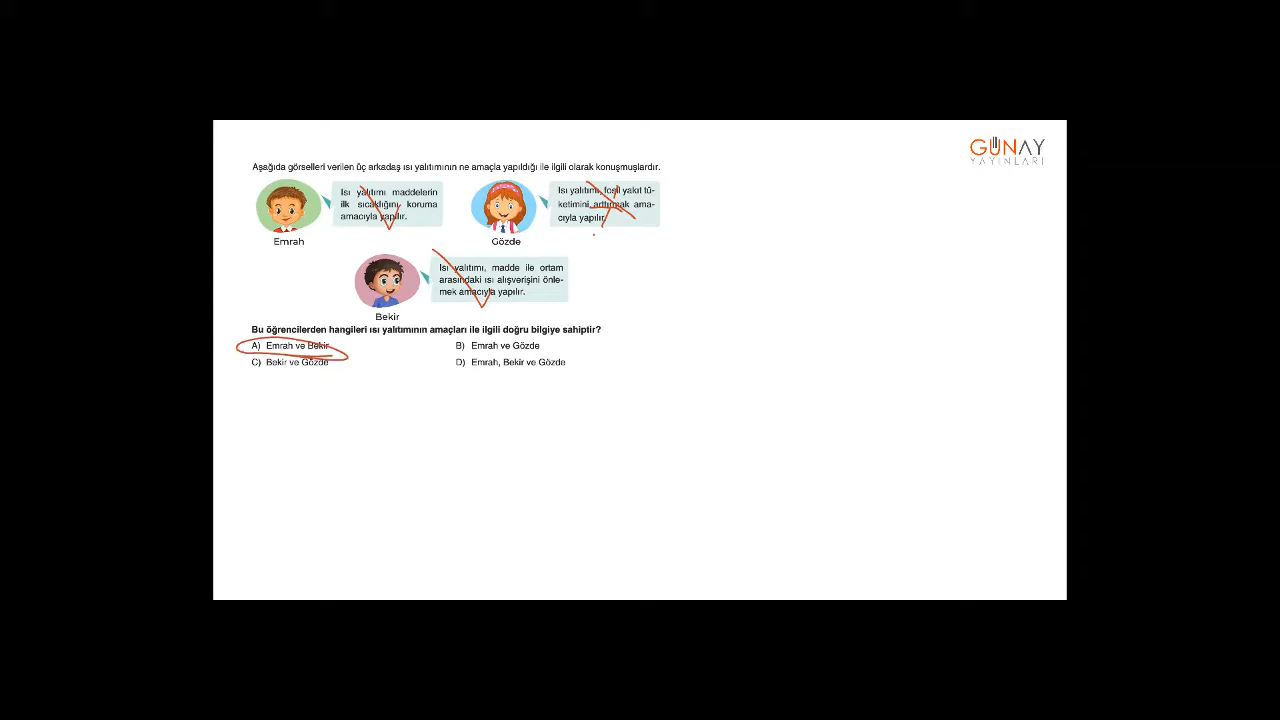 GÜNAY
YAYINLARI
Aşağıda görselleri verilen üç arkadaş ısı yalıtımının ne amaçla yapıldığı ile ilgili olarak konuşmuşlardır.
Isı yalıtımı maddelerin
ilk sıcaklığını koruma
amacıyla yapılır.
Emrah
Isı yalıtımı, fosil yakıt tü-
ketimini arttırmak ama-
cıyla yapılır.
Gözde
Isı yalıtımı, madde ile ortam
arasındaki ısı alışverişini önle-
mek amacıyla yapılır.
Bekir
Bu öğrencilerden hangileri ısı yalıtımının amaçları ile ilgili doğru bilgiye sahiptir?
A) Emrah ve Bekir
B) Emrah ve Gözde
C) Bekir ve Gözde
D) Emrah, Bekir ve Gözde